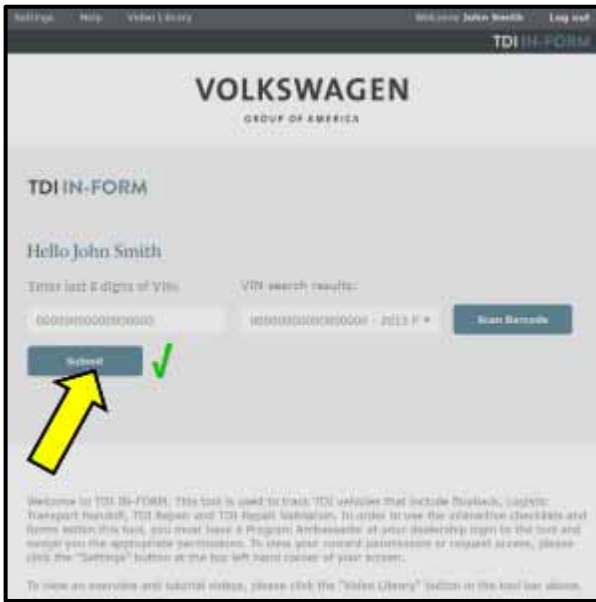 Settings Help Video Library Welcome John Smith Log out
TDI IN-FORM
VOLKSWAGEN
GROUP OF AMERICA
TDI IN-FORM
Hello John Smith
Enter last 8 digits of VIN: VIN search results:
Scan Barcode
Submit √
Welcome to TDI IN-FORM. This tool is used to track TDI vehicles that include Buyback, Logistic
Transport Handoff, TDI Repair and TDI Repair Validation. In order to use the interactive checklists and
forms within this tool, you must have a Program Ambassador at your dealership login to the tool and
assign you the appropriate permissions. To view your current permissions or request access, please
click the "Settings" button at the top left hand corner of your screen.
To view an overview and tutorial videos, please click the "Video Library" button in the tool bar above.